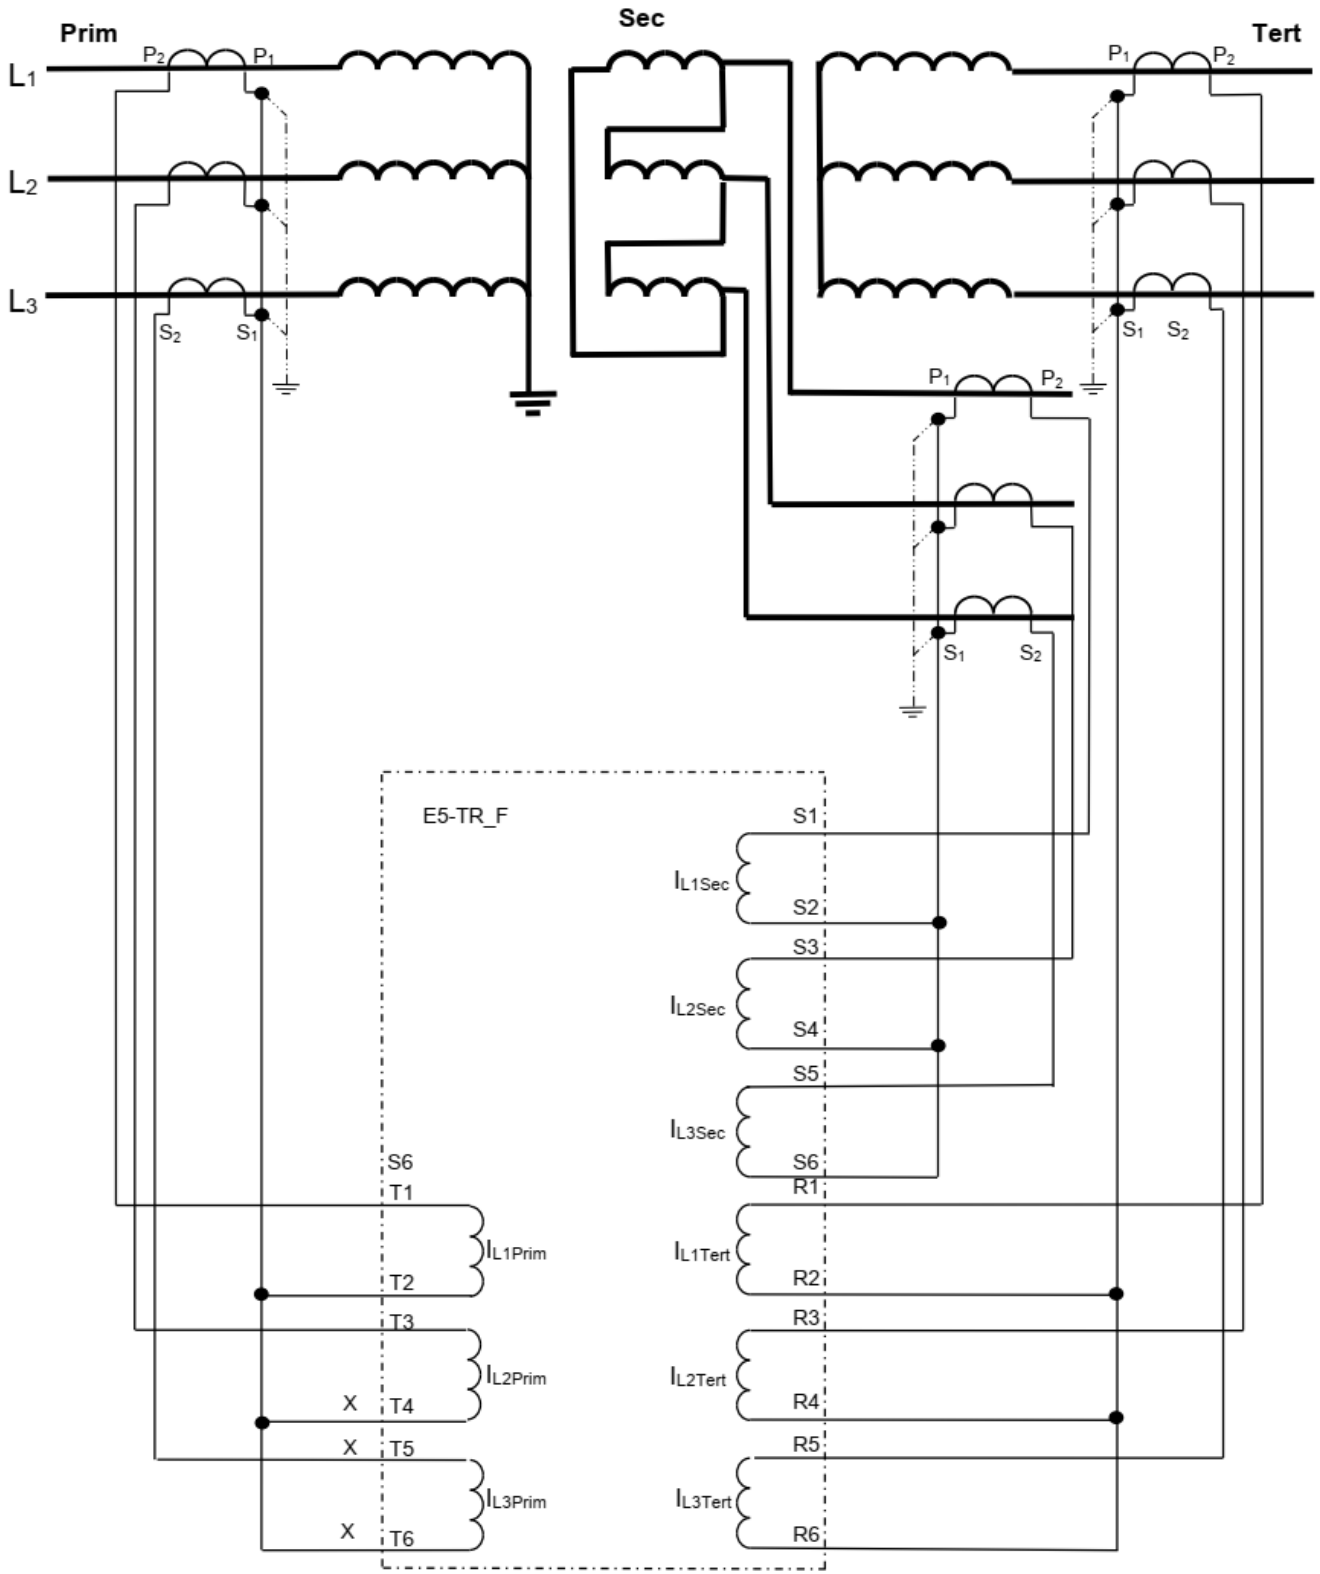 Prim
Sec
Tert
P₂ P₁
P₁ P₂
L₁
L₂
L₃
S₂ S₁
S₁ S₂
P₁ P₂
S₁ S₂
E5-TR_F
S1
IL1Sec
S2
S3
IL2Sec
S4
S5
IL3Sec
S6
S6
R1
T1
IL1Prim
IL1Tert
T2
R2
T3
R3
IL2Prim
IL2Tert
X T4
R4
X T5
R5
IL3Prim
IL3Tert
X T6
R6